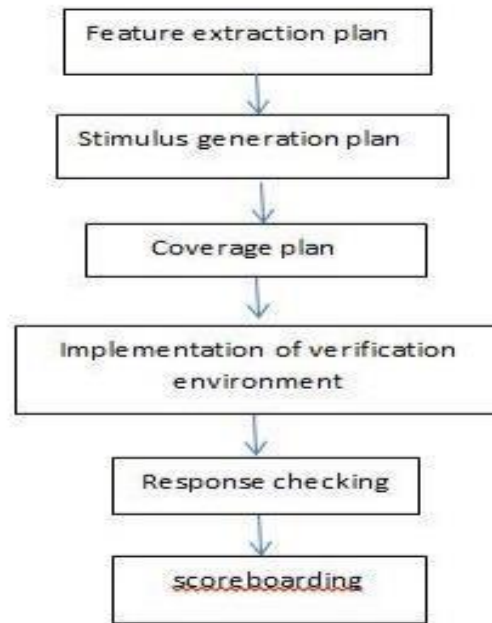 Feature extraction plan
Stimulus generation plan
Coverage plan
Implementation of verification
environment
Response checking
scoreboarding